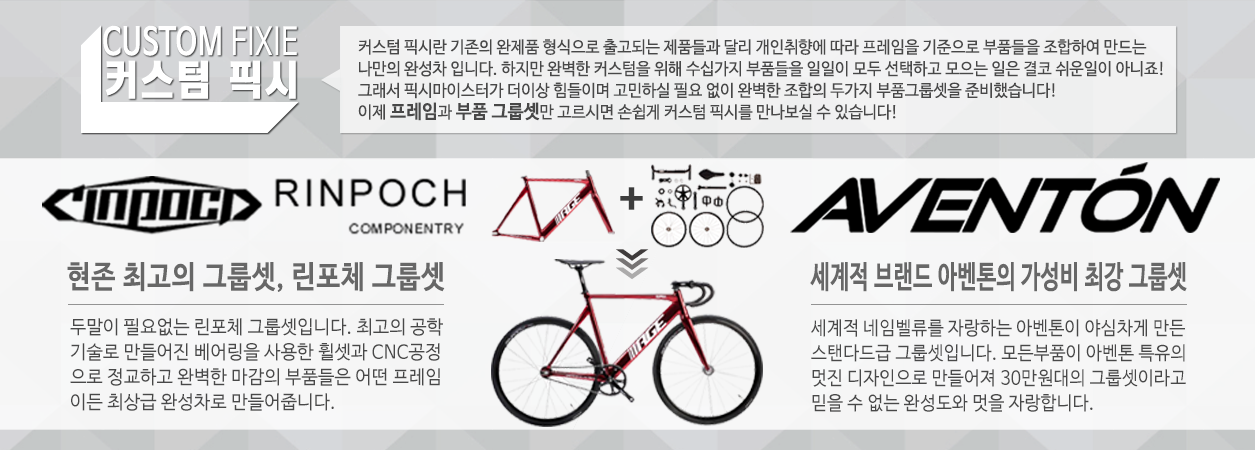 CUSTOM FIXIE
커스텀 픽시
커스텀 픽시란 기존의 완제품 형식으로 출고되는 제품들과 달리 개인취향에 따라 프레임을 기준으로 부품들을 조합하여 만드는
나만의 완성차 입니다. 하지만 완벽한 커스텀을 위해 수십가지 부품들을 일일이 모두 선택하고 모으는 일은 결코 쉬운일이 아니죠!
그래서 픽시마이스터가 더이상 힘들이며 고민하실 필요 없이 완벽한 조합의 두가지 부품그룹셋을 준비했습니다!
이제 프레임과 부품 그룹셋만 고르시면 손쉽게 커스텀 픽시를 만나보실 수 있습니다!
RINPOCH
COMPONENTRY
현존 최고의 그룹셋, 린포체 그룹셋
두말이 필요없는 린포체 그룹셋입니다. 최고의 공학
기술로 만들어진 베어링을 사용한 휠셋과 CNC공정
으로 정교하고 완벽한 마감의 부품들은 어떤 프레임
이든 최상급 완성차로 만들어줍니다.
+
AVENTÓN
세계적 브랜드 아벤톤의 가성비 최강 그룹셋
세계적 네임벨류를 자랑하는 아벤톤이 야심차게 만든
스탠다드급 그룹셋입니다. 모든부품이 아벤톤 특유의
멋진 디자인으로 만들어져 30만원대의 그룹셋이라고
믿을 수 없는 완성도와 멋을 자랑합니다.